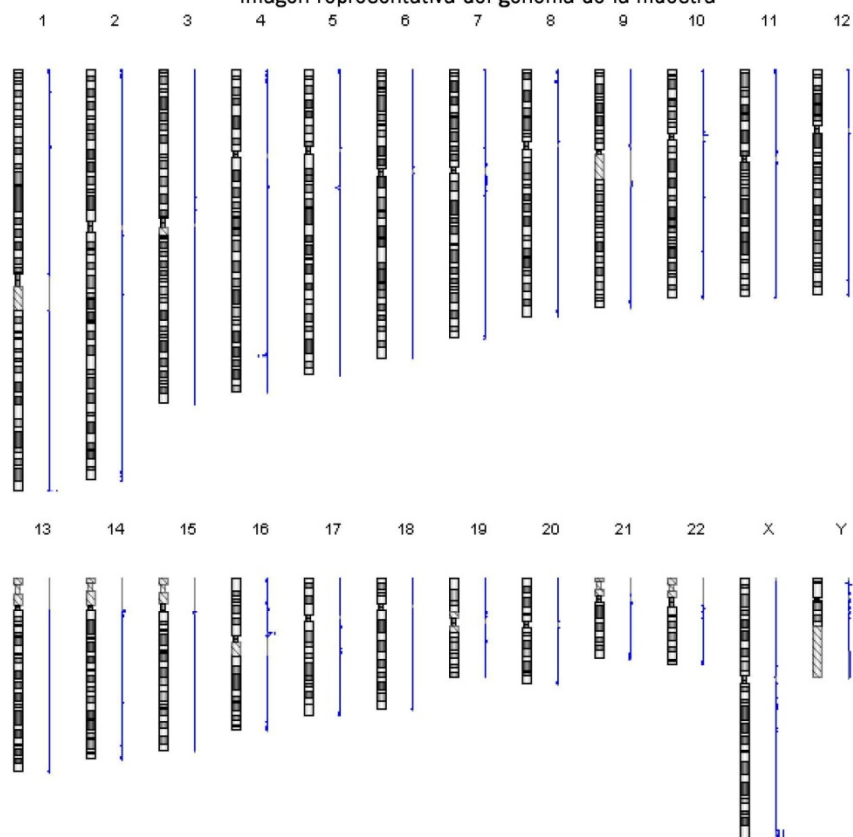 Imagen representativa del genoma de la muestra
1 2 3 4 5 6 7 8 9 10 11 12
13 14 15 16 17 18 19 20 21 22 X Y